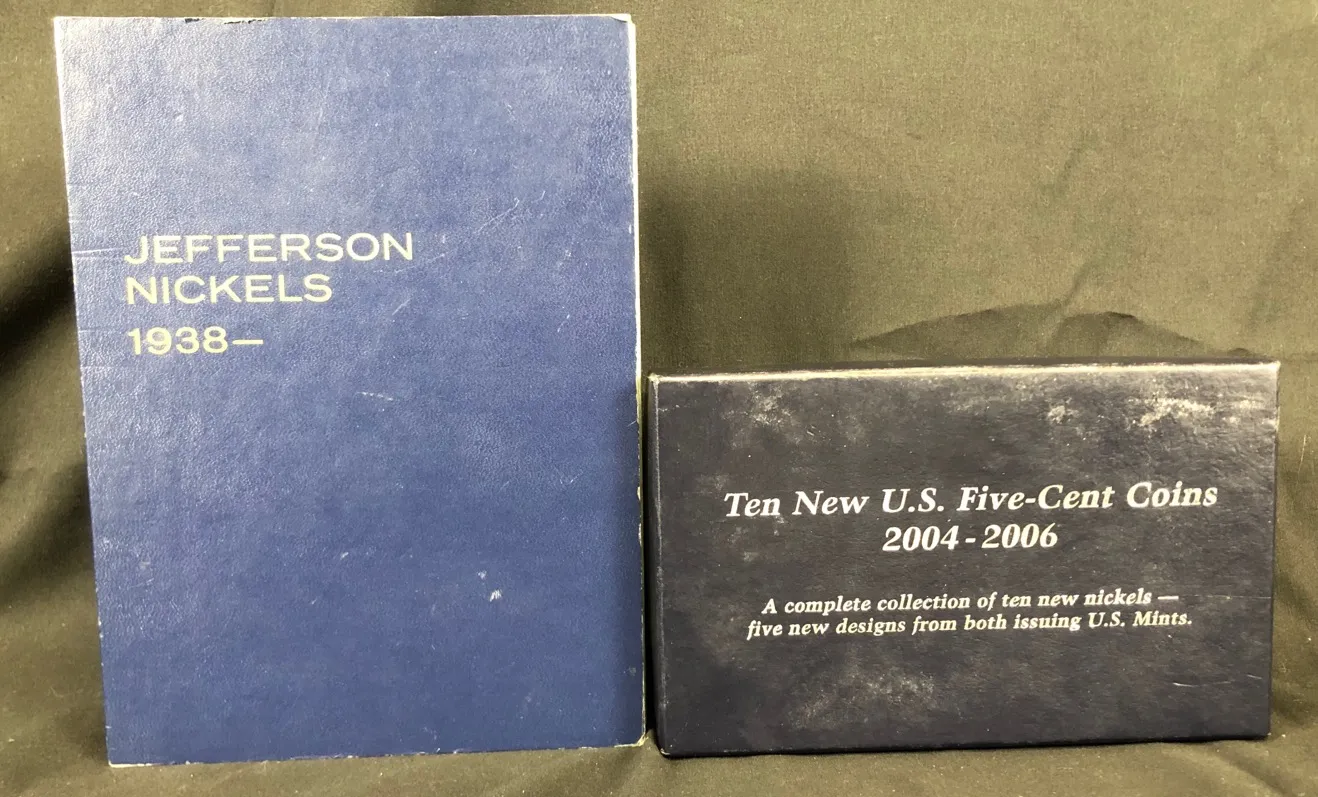 JEFFERSON
NICKELS
1938—
Ten New U.S. Five-Cent Coins
2004-2006
A complete collection of ten new nickels —
five new designs from both issuing U.S. Mints.